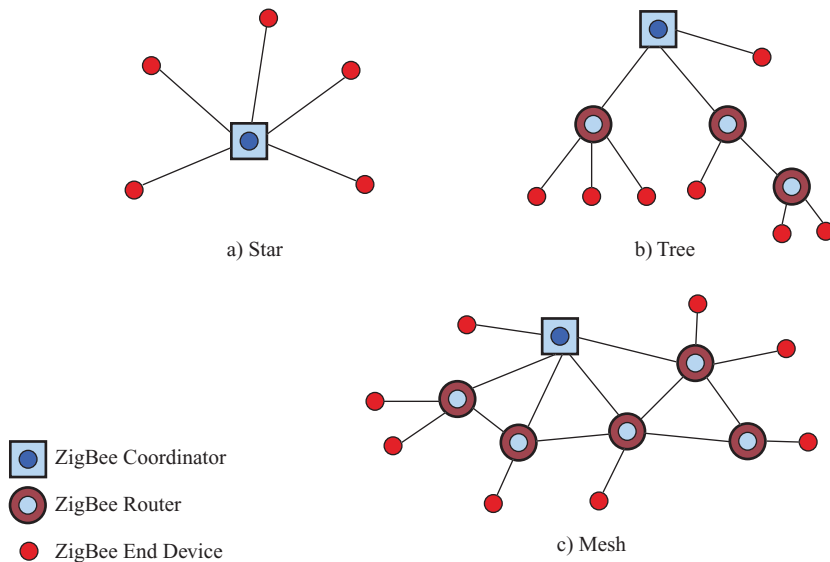 a) Star
b) Tree
ZigBee Coordinator
ZigBee Router
ZigBee End Device
c) Mesh